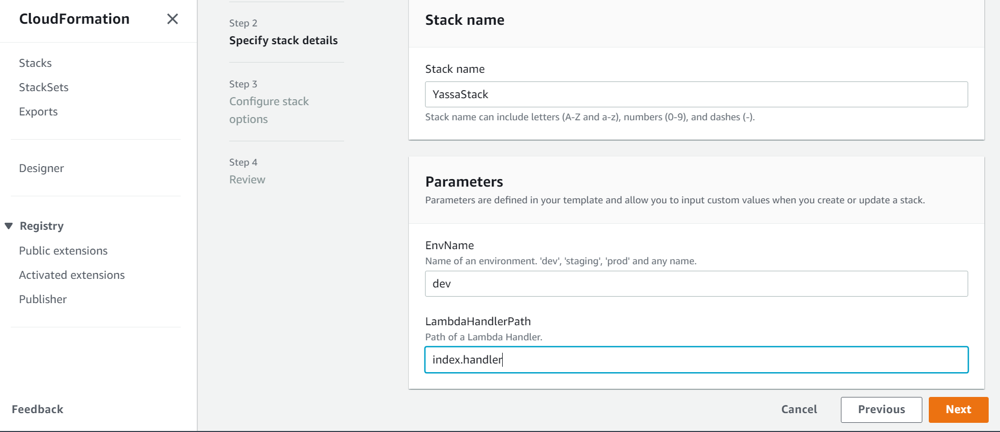 CloudFormation
Stacks
StackSets
Exports
Designer
Registry
Public extensions
Activated extensions
Publisher
Feedback
Step 2
Specify stack details
Step 3
Configure stack
options
Step 4
Review
Stack name
Stack name
YassaStack
Stack name can include letters (A-Z and a-z), numbers (0-9), and dashes (-).
Parameters
Parameters are defined in your template and allow you to input custom values when you create or update a stack.
EnvName
Name of an environment. 'dev', 'staging', 'prod' and any name.
dev
LambdaHandlerPath
Path of a Lambda Handler.
index.handler
Cancel
Previous
Next